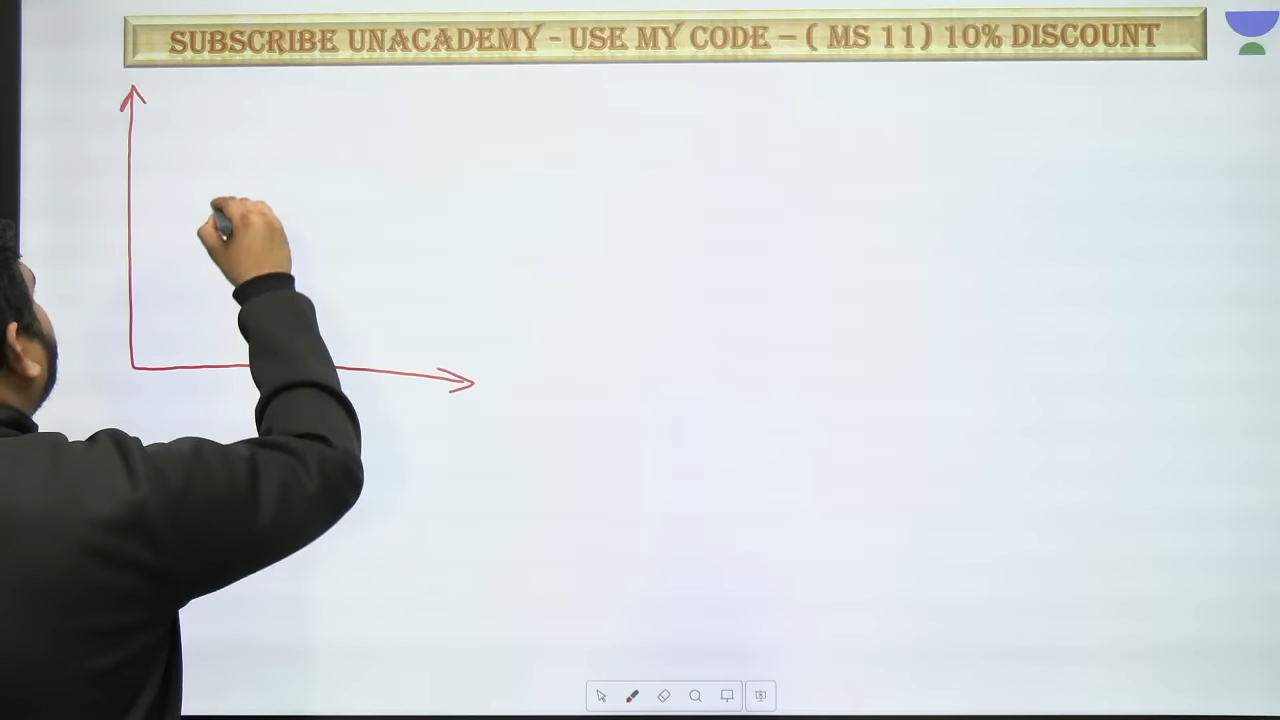 SUBSCRIBE UNACADEMY - USE MY CODE – ( MS 11) 10% DISCOUNT